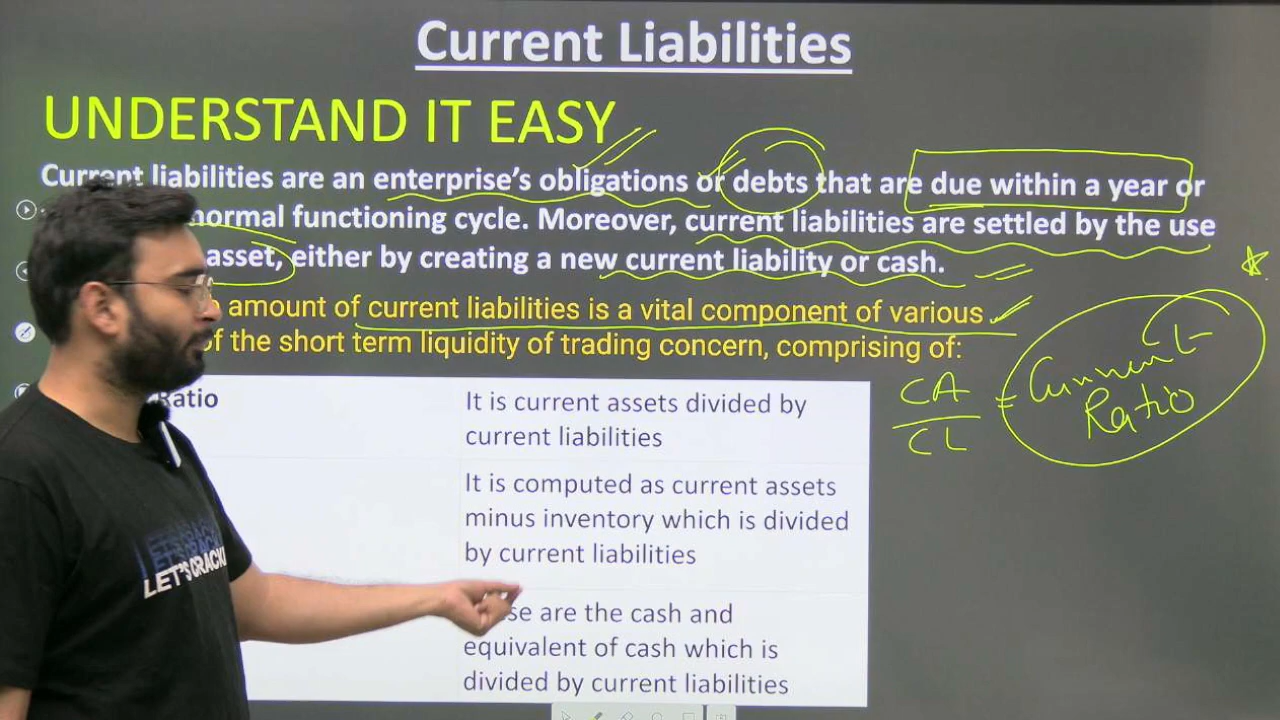 Current Liabilities
UNDERSTAND IT EASY
Current liabilities are an enterprise's obligations or debts that are due within a year or
normal functioning cycle. Moreover, current liabilities are settled by the use
asset, either by creating a new current liability or cash.
amount of current liabilities is a vital component of various
of the short term liquidity of trading concern, comprising of:
Ratio
It is current assets divided by
current liabilities
CA
CL
= Current
Ratio
It is computed as current assets
minus inventory which is divided
by current liabilities
are the cash and
equivalent of cash which is
divided by current liabilities
LET'S CRACK